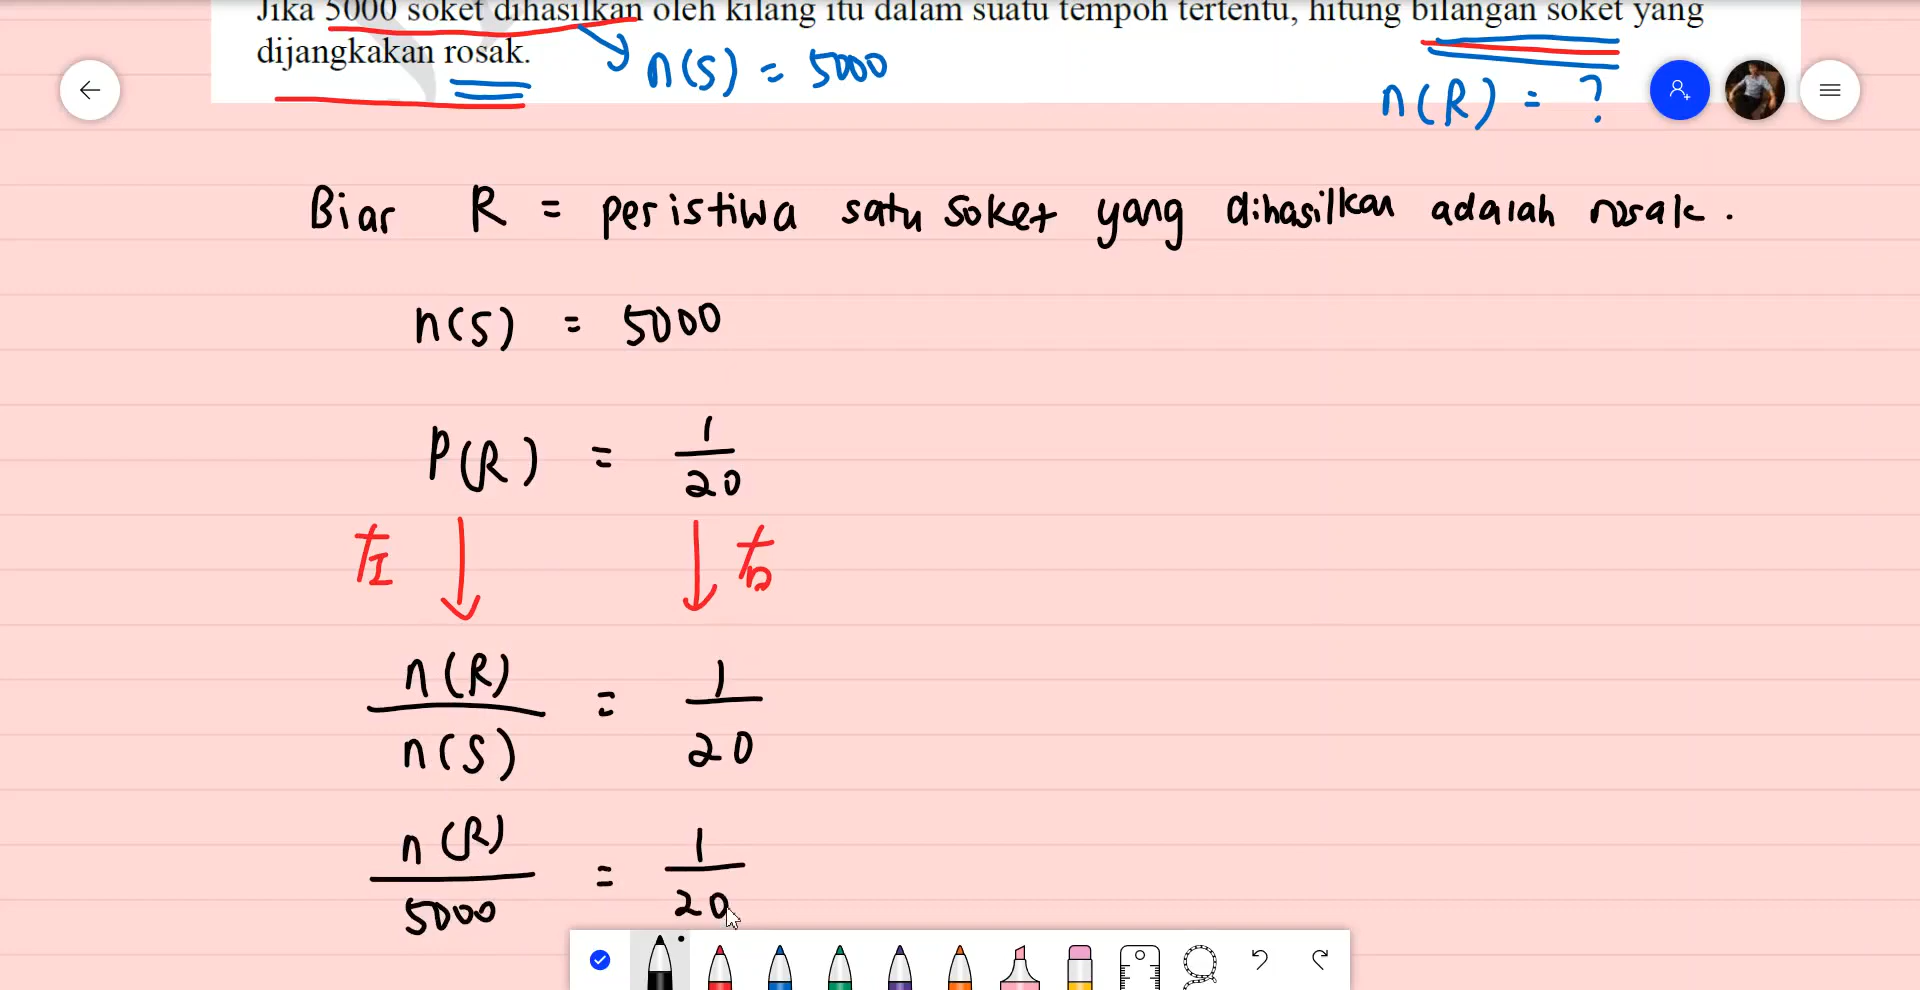 Jika 5000 soket dihasilkan oleh kilang itu dalam suatu tempoh tertentu, hitung bilangan soket yang
dijangkakan rosak.
n(S) = 5000
n(R) = ?
Biar R = peristiwa satu soket yang dihasilkan adalah rosak.
n(S) = 5000
P(R) = 1/20
n(R)/n(S) = 1/20
n(R)/5000 = 1/20